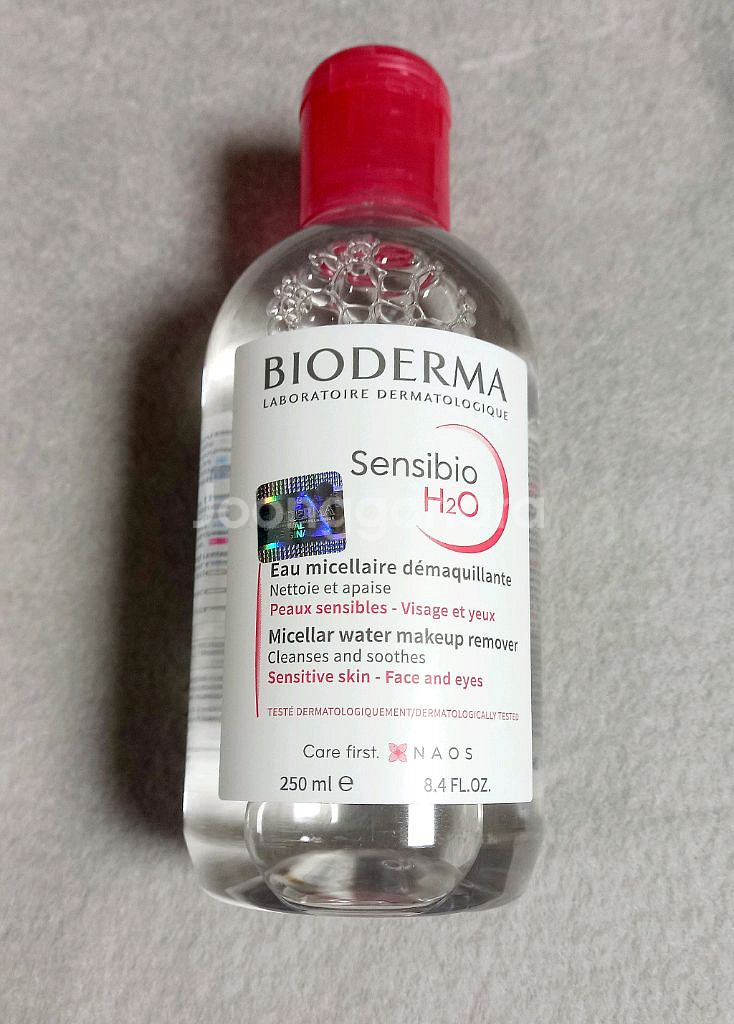 BIODERMA
LABORATOIRE DERMATOLOGIQUE
Sensibio
H2O
Eau micellaire démaquillante
Nettoie et apaise
Peaux sensibles - Visage et yeux
Micellar water makeup remover
Cleanses and soothes
Sensitive skin - Face and eyes
TESTÉ DERMATOLOGIQUEMENT/DERMATOLOGICALLY TESTED
Care first. NAOS
250 ml e 8.4 FL.OZ.